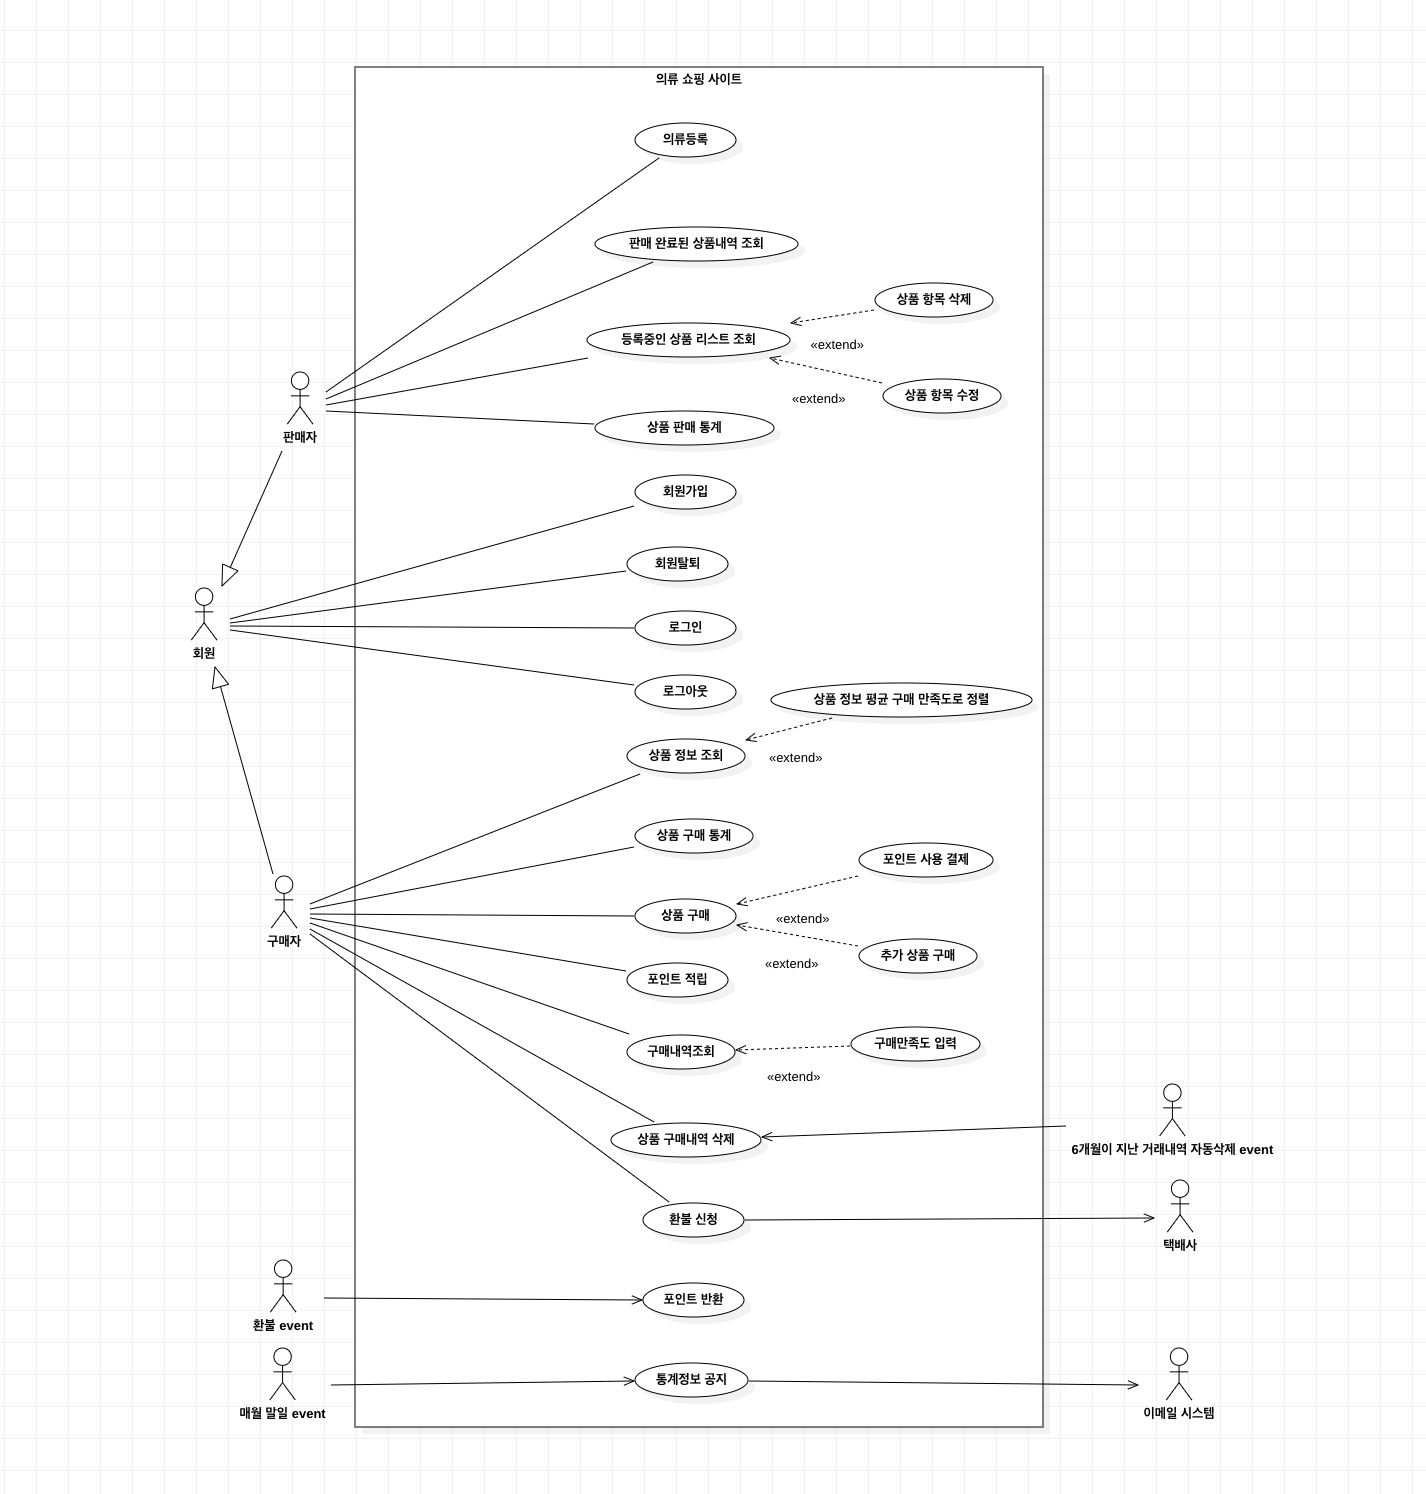 의류 쇼핑 사이트
의류등록
판매 완료된 상품내역 조회
상품 항목 삭제
등록중인 상품 리스트 조회
«extend»
상품 항목 수정
«extend»
상품 판매 통계
판매자
회원가입
회원탈퇴
로그인
회원
로그아웃
상품 정보 평균 구매 만족도로 정렬
상품 정보 조회
«extend»
상품 구매 통계
포인트 사용 결제
상품 구매
«extend»
구매자
추가 상품 구매
«extend»
포인트 적립
구매내역조회
구매만족도 입력
«extend»
상품 구매내역 삭제
6개월이 지난 거래내역 자동삭제 event
환불 신청
택배사
포인트 반환
환불 event
통계정보 공지
매월 말일 event
이메일 시스템